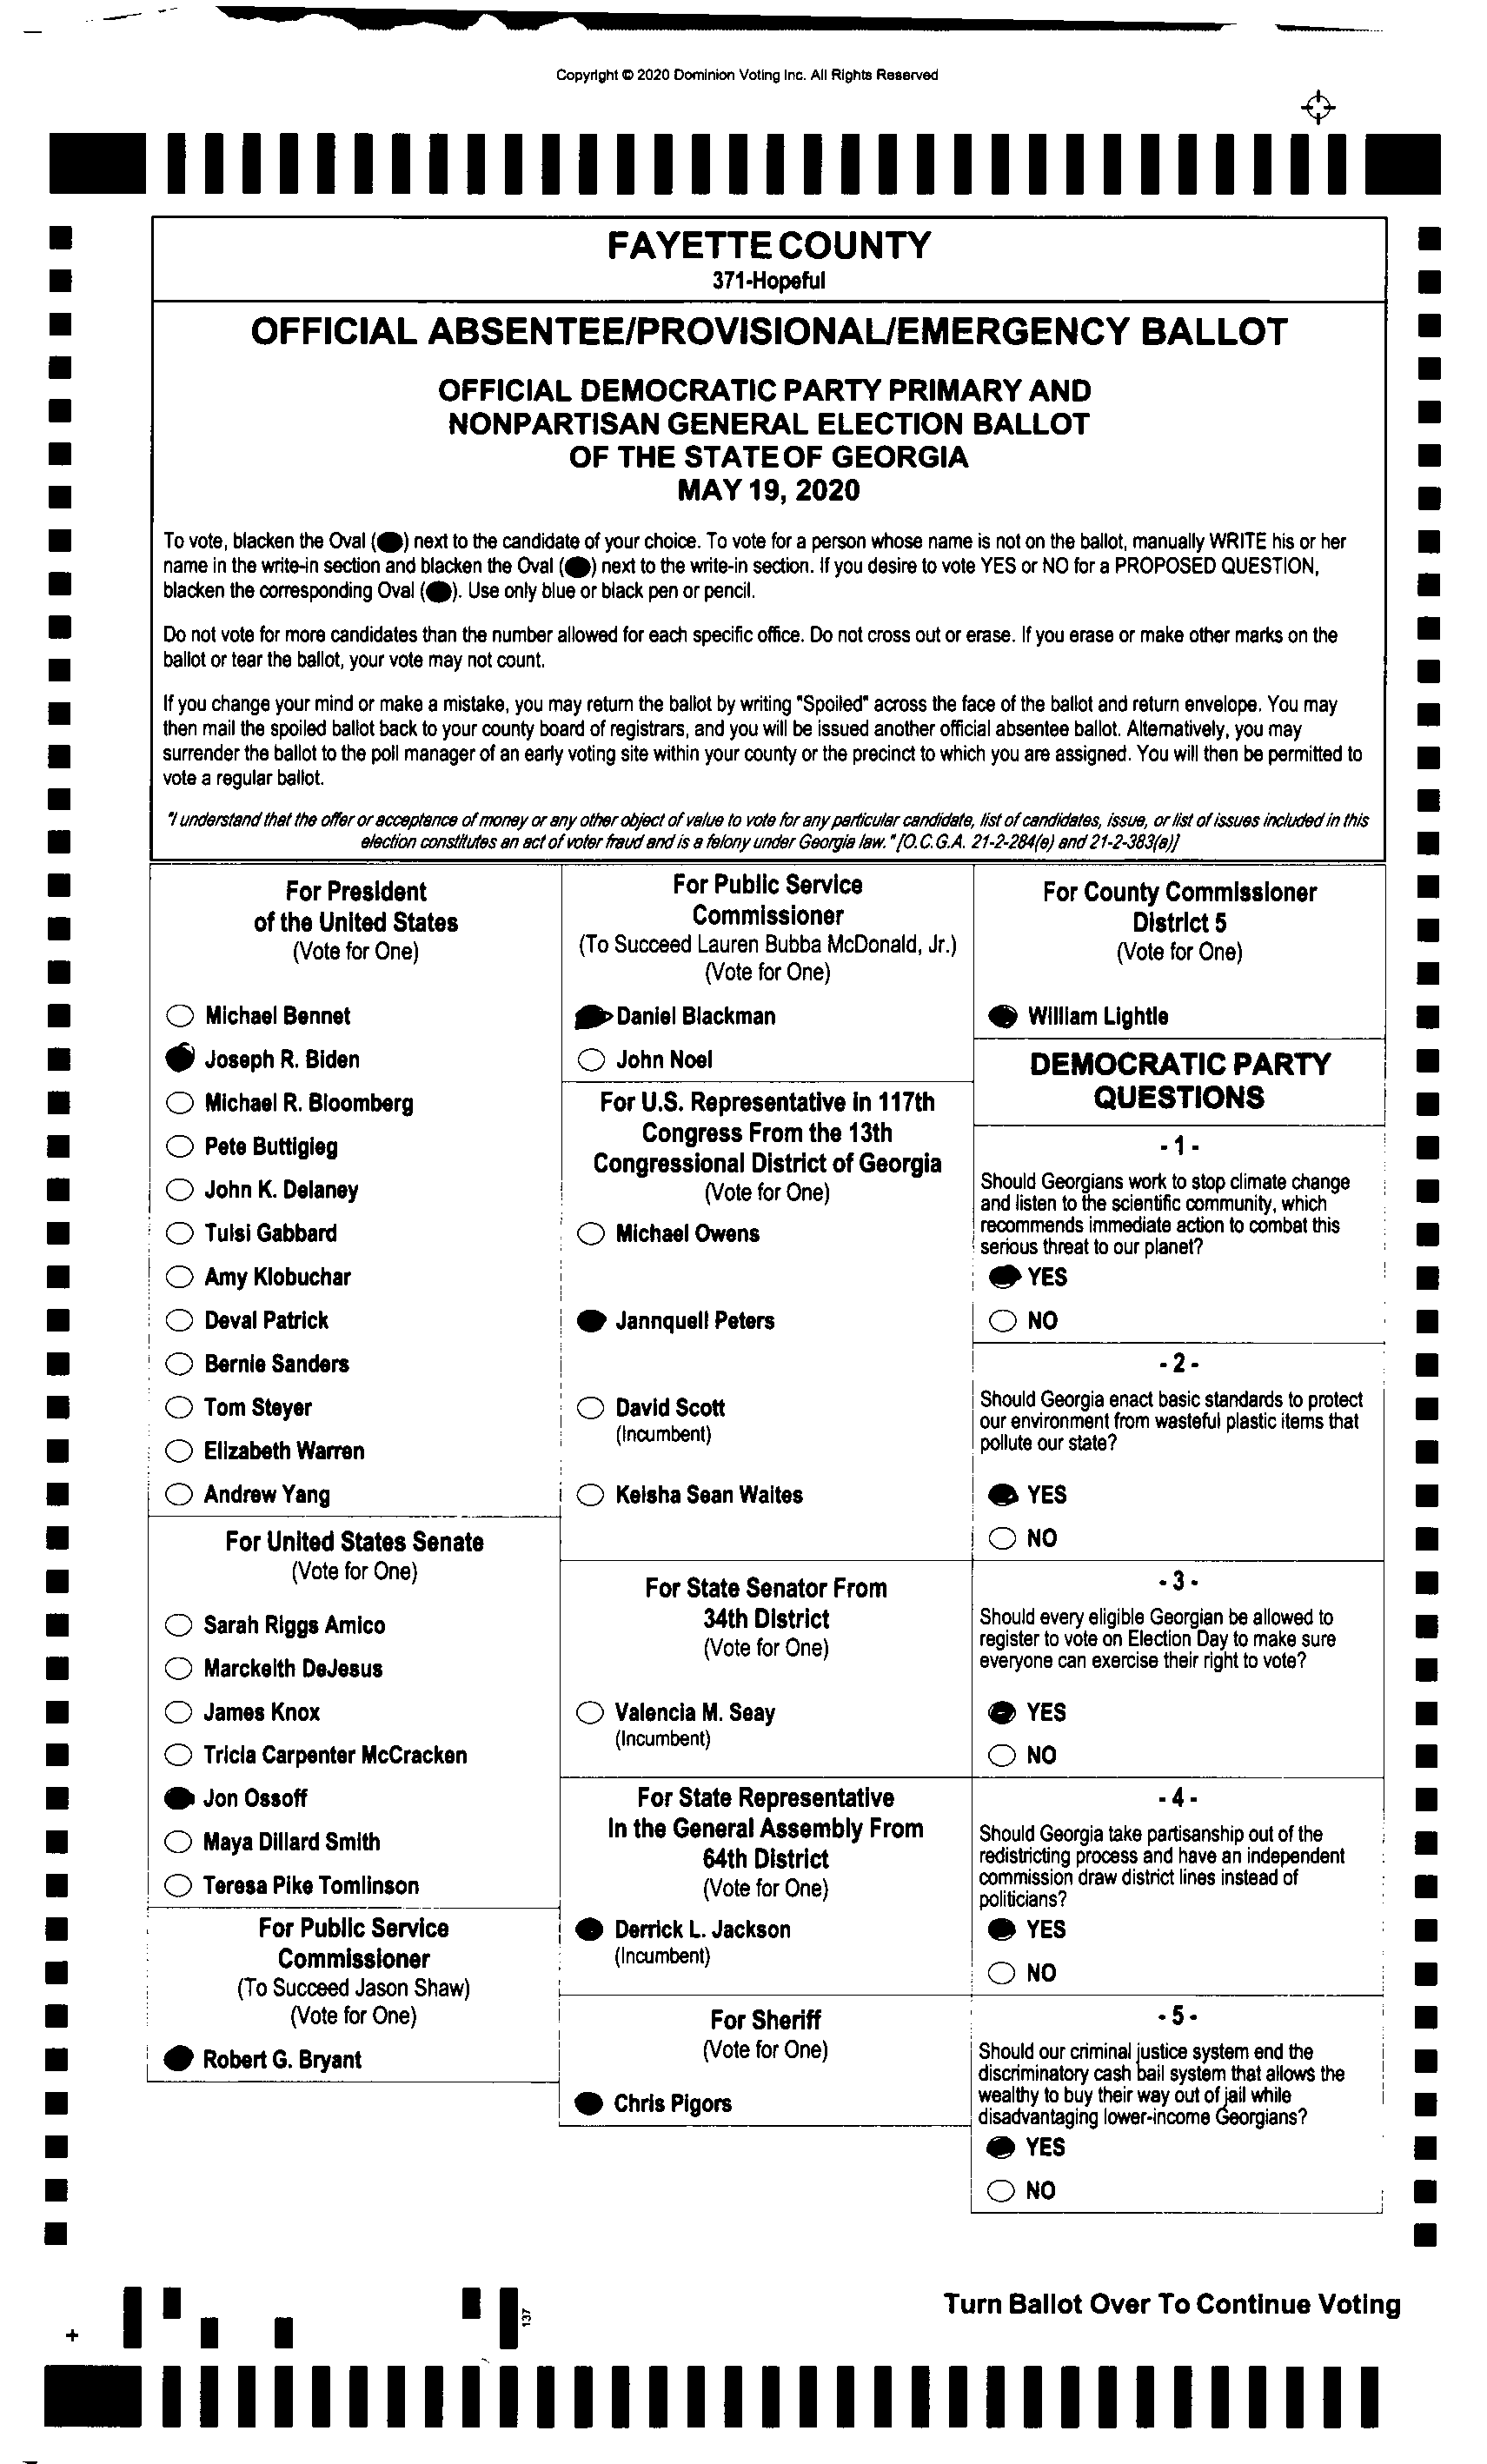 Copyright © 2020 Dominion Voting Inc. All Rights Reserved
FAYETTE COUNTY
371-Hopeful
OFFICIAL ABSENTEE/PROVISIONAL/EMERGENCY BALLOT
OFFICIAL DEMOCRATIC PARTY PRIMARY AND
NONPARTISAN GENERAL ELECTION BALLOT
OF THE STATE OF GEORGIA
MAY 19, 2020
To vote, blacken the Oval ( ) next to the candidate of your choice. To vote for a person whose name is not on the ballot, manually WRITE his or her
name in the write-in section and blacken the Oval ( ) next to the write-in section. If you desire to vote YES or NO for a PROPOSED QUESTION,
blacken the corresponding Oval ( ). Use only blue or black pen or pencil.
Do not vote for more candidates than the number allowed for each specific office. Do not cross out or erase. If you erase or make other marks on the
ballot or tear the ballot, your vote may not count.
If you change your mind or make a mistake, you may return the ballot by writing "Spoiled" across the face of the ballot and return envelope. You may
then mail the spoiled ballot back to your county board of registrars, and you will be issued another official absentee ballot. Alternatively, you may
surrender the ballot to the poll manager of an early voting site within your county or the precinct to which you are assigned. You will then be permitted to
vote a regular ballot.
"I understand that the offer or acceptance of money or any other object of value to vote for any particular candidate, list of candidates, issue, or list of issues included in this
election constitutes an act of voter fraud and is a felony under Georgia law." [O.C.G.A. 21-2-284(e) and 21-2-383(a)]
For President
of the United States
(Vote for One)
Michael Bennet
Joseph R. Biden
Michael R. Bloomberg
Pete Buttigieg
John K. Delaney
Tulsi Gabbard
Amy Klobuchar
Deval Patrick
Bernie Sanders
Tom Steyer
Elizabeth Warren
Andrew Yang
For United States Senate
(Vote for One)
Sarah Riggs Amico
Marckeith DeJesus
James Knox
Tricia Carpenter McCracken
Jon Ossoff
Maya Dillard Smith
Teresa Pike Tomlinson
For Public Service
Commissioner
(To Succeed Jason Shaw)
(Vote for One)
Robert G. Bryant
For Public Service
Commissioner
(To Succeed Lauren Bubba McDonald, Jr.)
(Vote for One)
Daniel Blackman
John Noel
For U.S. Representative in 117th
Congress From the 13th
Congressional District of Georgia
(Vote for One)
Michael Owens
Jannquell Peters
David Scott
(Incumbent)
Keisha Sean Waites
For State Senator From
34th District
(Vote for One)
Valencia M. Seay
(Incumbent)
For State Representative
In the General Assembly From
64th District
(Vote for One)
Derrick L. Jackson
(Incumbent)
For Sheriff
(Vote for One)
Chris Pigors
For County Commissioner
District 5
(Vote for One)
William Lightle
DEMOCRATIC PARTY
QUESTIONS
- 1 -
Should Georgians work to stop climate change
and listen to the scientific community, which
recommends immediate action to combat this
serious threat to our planet?
YES
NO
- 2 -
Should Georgia enact basic standards to protect
our environment from wasteful plastic items that
pollute our state?
YES
NO
- 3 -
Should every eligible Georgian be allowed to
register to vote on Election Day to make sure
everyone can exercise their right to vote?
YES
NO
- 4 -
Should Georgia take partisanship out of the
redistricting process and have an independent
commission draw district lines instead of
politicians?
YES
NO
- 5 -
Should our criminal justice system end the
discriminatory cash bail system that allows the
wealthy to buy their way out of jail while
disadvantaging lower-income Georgians?
YES
NO
137
Turn Ballot Over To Continue Voting